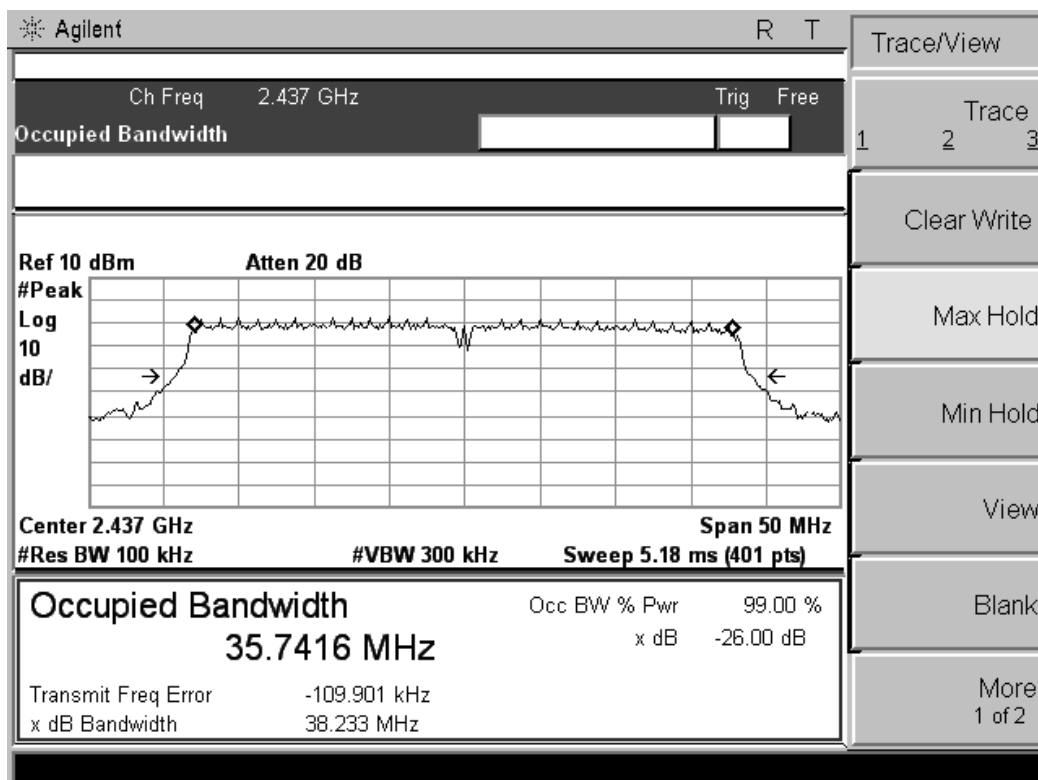 Agilent R T
Trace/View
Ch Freq 2.437 GHz Trig Free
Occupied Bandwidth
Trace
1 2 3
Clear Write
Ref 10 dBm Atten 20 dB
#Peak
Log
10
dB/
Max Hold
Min Hold
Center 2.437 GHz Span 50 MHz
#Res BW 100 kHz #VBW 300 kHz Sweep 5.18 ms (401 pts)
View
Occupied Bandwidth Occ BW % Pwr 99.00 %
35.7416 MHz x dB -26.00 dB
Transmit Freq Error -109.901 kHz
x dB Bandwidth 38.233 MHz
Blank
More
1 of 2